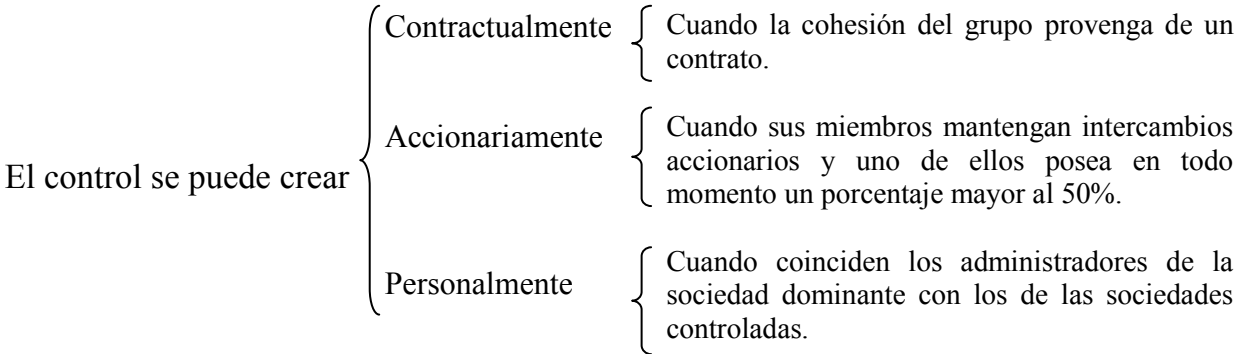 Contractualmente
Cuando la cohesión del grupo provenga de un
contrato.
Accionariamente
Cuando sus miembros mantengan intercambios
accionarios y uno de ellos posea en todo
momento un porcentaje mayor al 50%.
El control se puede crear
Personalmente
Cuando coinciden los administradores de la
sociedad dominante con los de las sociedades
controladas.